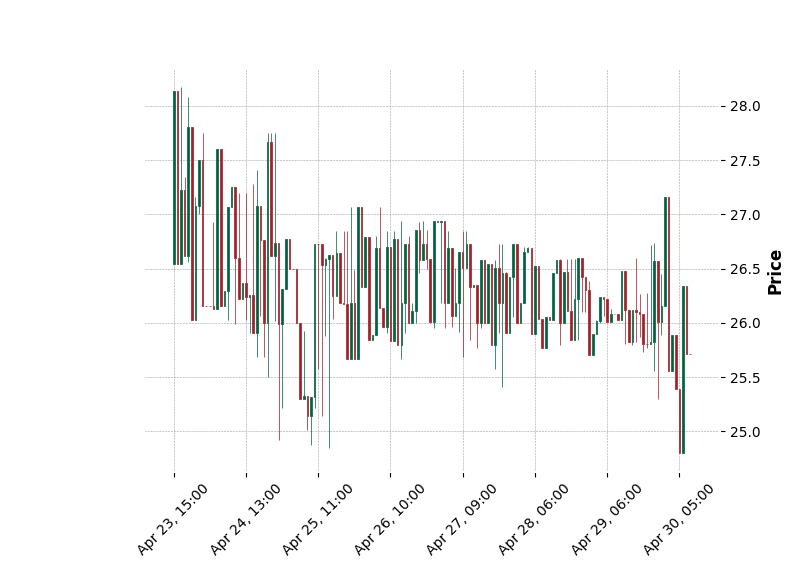 28.0
27.5
27.0
26.5
26.0
25.5
25.0
Price
Apr 23, 15:00
Apr 24, 13:00
Apr 25, 11:00
Apr 26, 10:00
Apr 27, 09:00
Apr 28, 06:00
Apr 29, 06:00
Apr 30, 05:00